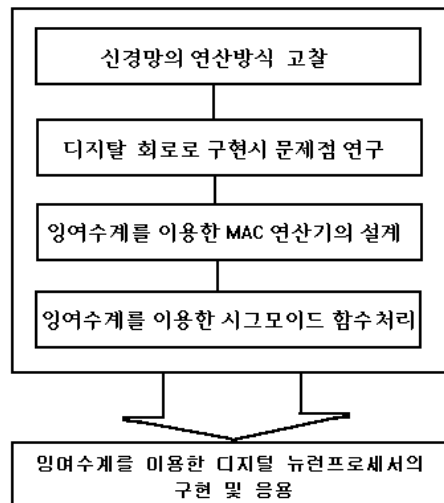 신경망의 연산방식 고찰
디지탈 회로로 구현시 문제점 연구
잉여수계를 이용한 MAC 연산기의 설계
잉여수계를 이용한 시그모이드 함수처리
잉여수계를 이용한 디지털 뉴런프로세서의
구현 및 응용